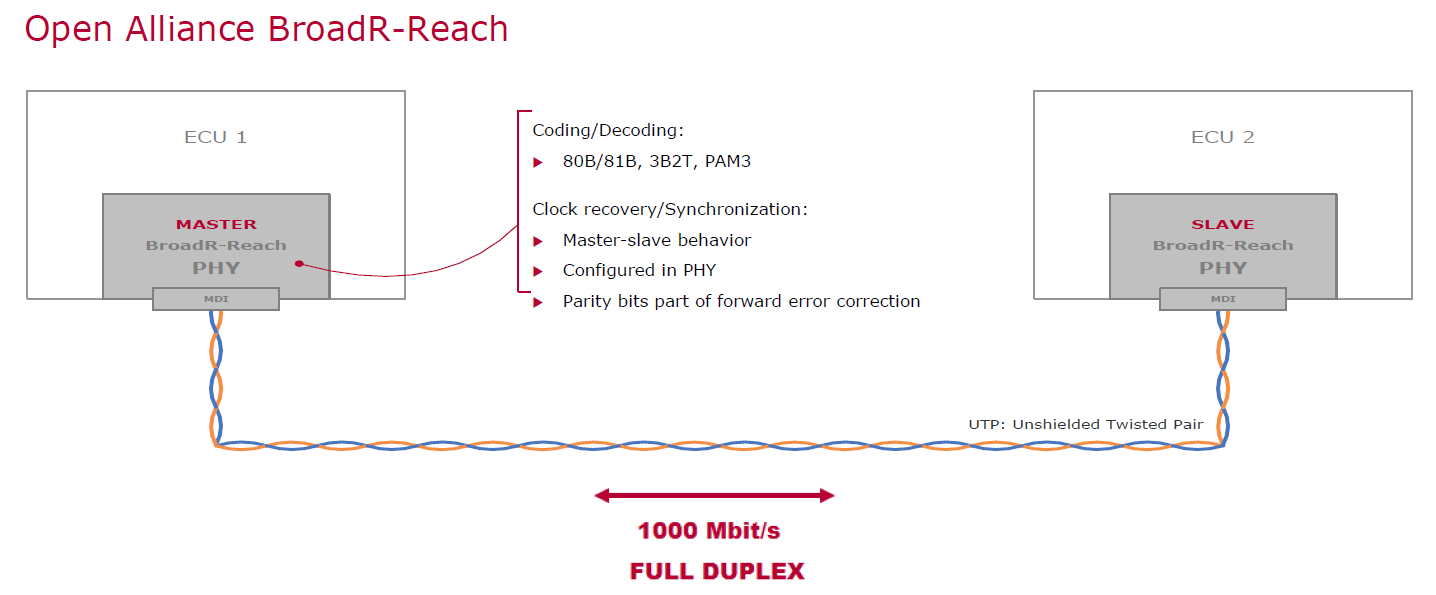 Open Alliance BroadR-Reach
ECU 1
MASTER
BroadR-Reach
PHY
MDI
Coding/Decoding:
80B/81B, 3B2T, PAM3
Clock recovery/Synchronization:
Master-slave behavior
Configured in PHY
Parity bits part of forward error correction
ECU 2
SLAVE
BroadR-Reach
PHY
MDI
UTP: Unshielded Twisted Pair
1000 Mbit/s
FULL DUPLEX